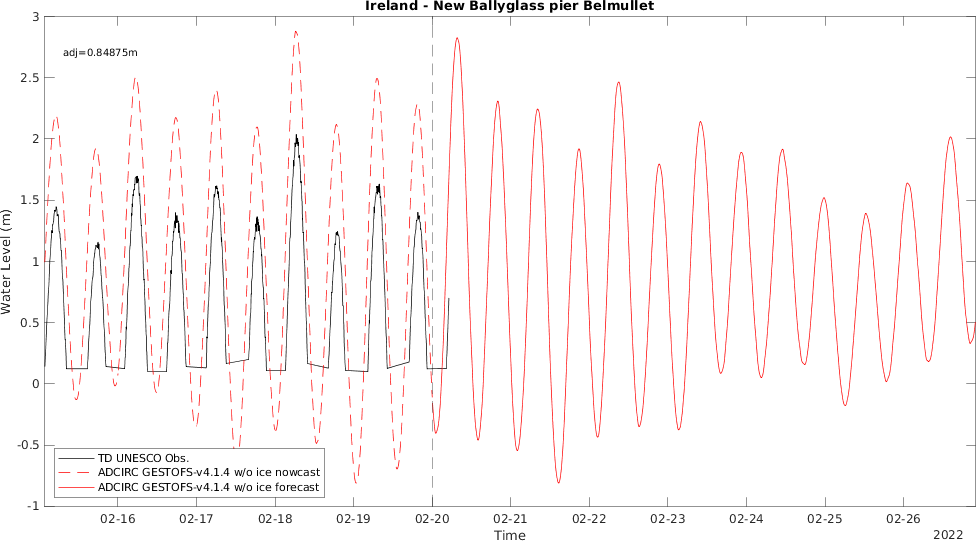 Ireland - New Ballyglass pier Belmullet
adj=0.84875m
Water Level (m)
3
2.5
2
1.5
1
0.5
0
-0.5
-1
TD UNESCO Obs.
ADCIRC GESTOFS-v4.1.4 w/o ice nowcast
ADCIRC GESTOFS-v4.1.4 w/o ice forecast
02-16 02-17 02-18 02-19 02-20 02-21 02-22 02-23 02-24 02-25 02-26
Time
2022